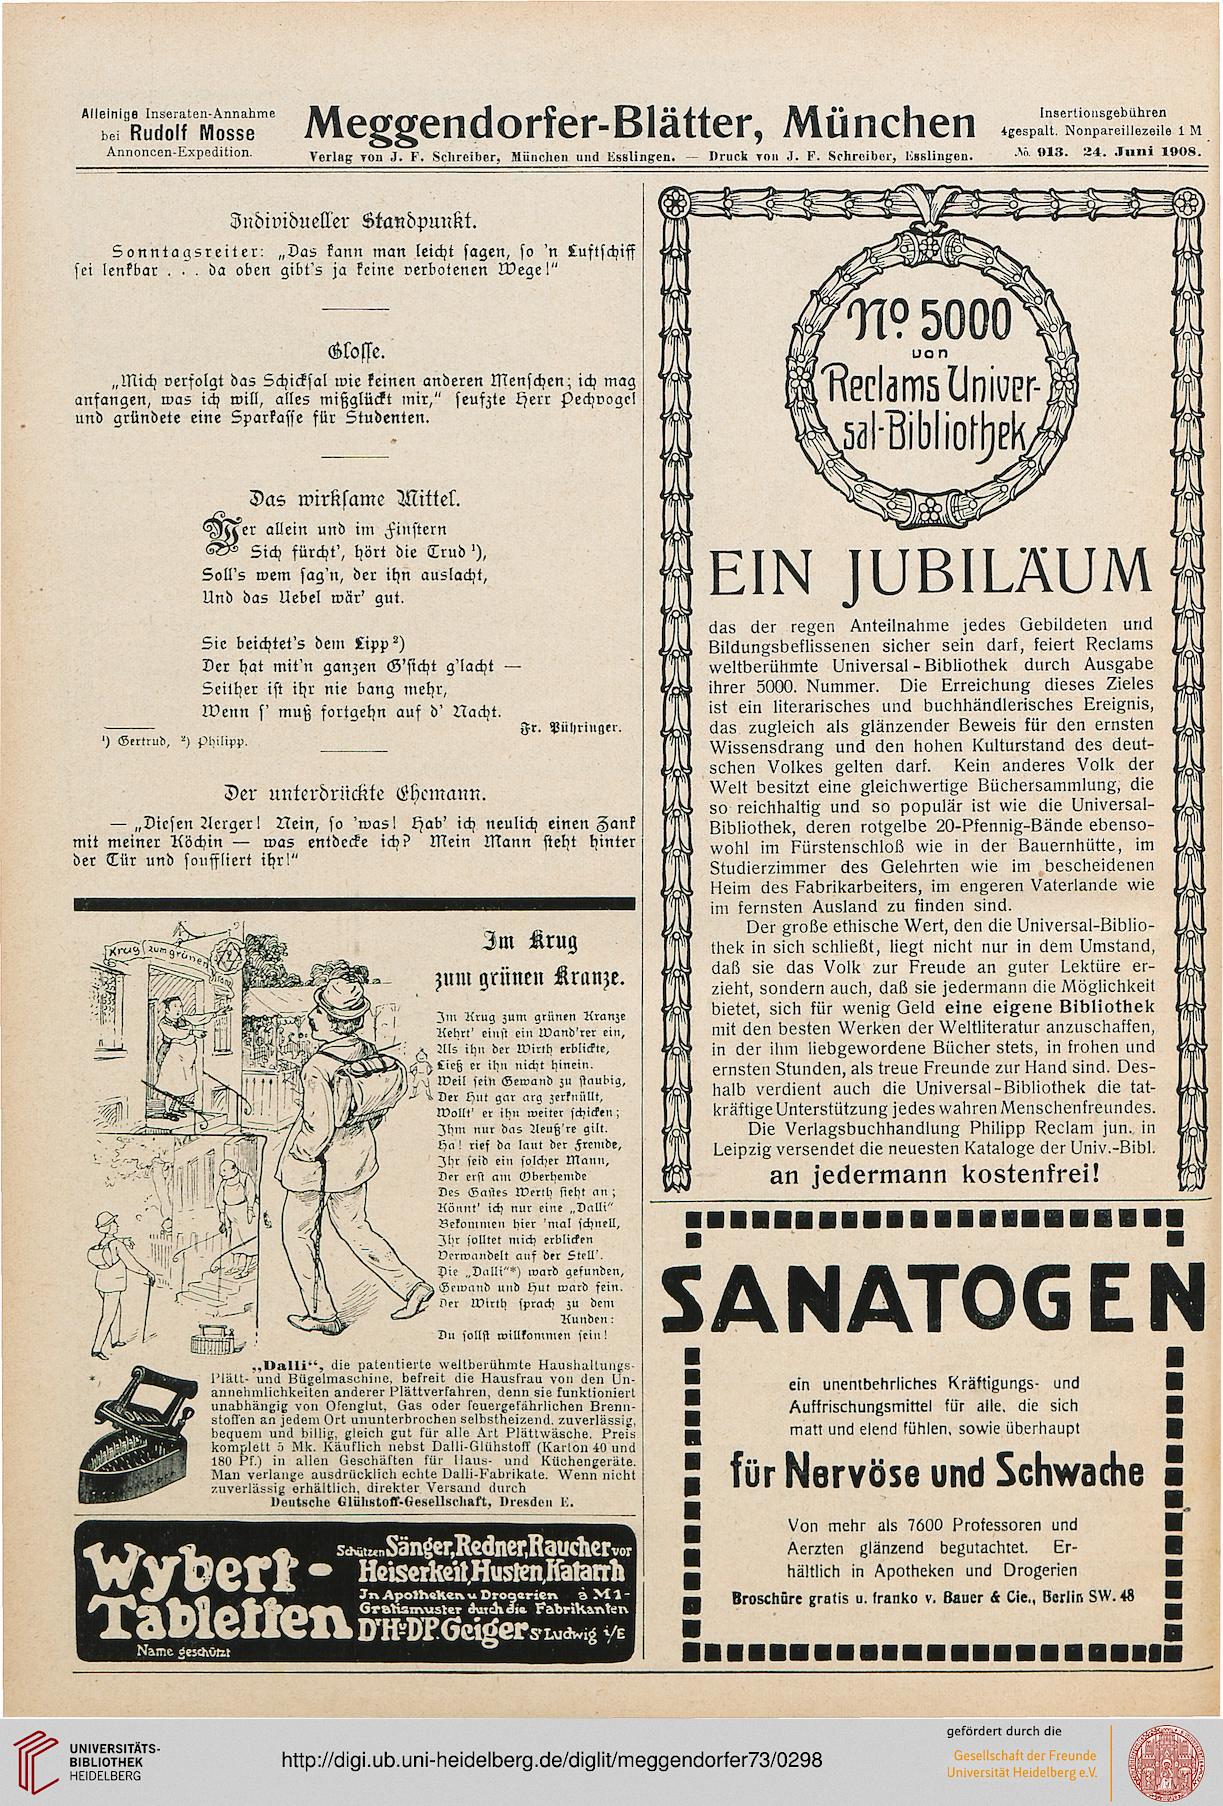 Alleinige Inseraten-Annahme
bei Rudolf Mosse
Annoncen-Expedition.
Meggendorfer-Blätter, München
Verlag von J. F. Schreiber, München und Esslingen. — Druck von J. F. Schreiber, Esslingen.
Insertionsgebühren
4gespalt. Nonpareillezeile 1 M
No. 913. 24. Juni 1908.
Individueller Standpunkt.
Sonntagsreiter: „Das kann man leicht sagen, so 'n Luftschiff
sei lenkbar . . . da oben gibt's ja keine verbotenen Wege!“
Glosse.
„Mich verfolgt das Schicksal wie keinen anderen Menschen; ich mag
anfangen, was ich will, alles mißglückt mir,“ seufzte Herr Pechvogel
und gründete eine Sparkasse für Studenten.
Das wirksame Mittel.
Wer allein und im Finstern
Sich fürcht', hört die Trud ¹),
Soll's wem sag'n, der ihn auslacht,
Und das Uebel wär' gut.
Sie beichtet's dem Lipp ²)
Der hat mit'n ganzen G'sicht g'lacht —
Seither ist ihr nie bang mehr,
Wenn s' muß fortgehn auf d' Nacht.
Fr. Pühringer.
¹) Gertrud, ²) Philipp.
Der unterdrückte Ehemann.
— „Diesen Aerger! Nein, so 'was! Hab' ich neulich einen Zank
mit meiner Köchin — was entdecke ich? Mein Mann steht hinter
der Tür und souffliert ihr!“
Krug zum grünen Kranze
Im Krug
zum grünen Kranze.
Im Krug zum grünen Kranze
Kehrt' einst ein Wand'rer ein,
Als ihn der Wirth erblickte,
Ließ er ihn nicht hinein.
Weil sein Gewand zu staubig,
Der Hut gar arg zerknüllt,
Wollt' er ihn weiter schicken;
Ihm nur das Aeuß're gilt.
Ha! rief da laut der Fremde,
Ihr seid ein solcher Mann,
Der erst am Oberhemde
Des Gastes Werth sieht an;
Könnt' ich nur eine „Dalli“
Bekommen hier 'mal schnell,
Ihr solltet mich erblicken
Verwandelt auf der Stell'.
Die „Dalli“*) ward gefunden,
Gewand und Hut ward fein.
Der Wirth sprach zu dem
Kunden:
Du sollst willkommen sein!
*) „Dalli“, die patentierte weltberühmte Haushaltungs-
Plätt- und Bügelmaschine, befreit die Hausfrau von den Un-
annehmlichkeiten anderer Plättverfahren, denn sie funktioniert
unabhängig von Ofenglut, Gas oder feuergefährlichen Brenn-
stoffen an jedem Ort ununterbrochen selbstheizend, zuverlässig,
bequem und billig, gleich gut für alle Art Plättwäsche. Preis
komplett 5 Mk. Käuflich nebst Dalli-Glühstoff (Karton 40 und
180 Pf.) in allen Geschäften für Haus- und Küchengeräte.
Man verlange ausdrücklich echte Dalli-Fabrikate. Wenn nicht
zuverlässig erhältlich, direkter Versand durch
Deutsche Glühstoff-Gesellschaft, Dresden E.
Wybert-
Tabletten
Name geschützt
Schützen Sänger, Redner, Raucher vor
Heiserkeit, Husten, Katarrh
In Apotheken u Drogerien à M 1-
Gratismuster durch die Fabrikanten
Dr H. & Dr P. Geiger St Ludwig i/E
No 5000
von
Reclams Univer-
sal-Bibliothek
EIN JUBILÄUM
das der regen Anteilnahme jedes Gebildeten und
Bildungsbeflissenen sicher sein darf, feiert Reclams
weltberühmte Universal-Bibliothek durch Ausgabe
ihrer 5000. Nummer. Die Erreichung dieses Zieles
ist ein literarisches und buchhändlerisches Ereignis,
das zugleich als glänzender Beweis für den ernsten
Wissensdrang und den hohen Kulturstand des deut-
schen Volkes gelten darf. Kein anderes Volk der
Welt besitzt eine gleichwertige Büchersammlung, die
so reichhaltig und so populär ist wie die Universal-
Bibliothek, deren rotgelbe 20-Pfennig-Bände ebenso-
wohl im Fürstenschloß wie in der Bauernhütte, im
Studierzimmer des Gelehrten wie im bescheidenen
Heim des Fabrikarbeiters, im engeren Vaterlande wie
im fernsten Ausland zu finden sind.
Der große ethische Wert, den die Universal-Biblio-
thek in sich schließt, liegt nicht nur in dem Umstand,
daß sie das Volk zur Freude an guter Lektüre er-
zieht, sondern auch, daß sie jedermann die Möglichkeit
bietet, sich für wenig Geld eine eigene Bibliothek
mit den besten Werken der Weltliteratur anzuschaffen,
in der ihm liebgewordene Bücher stets, in frohen und
ernsten Stunden, als treue Freunde zur Hand sind. Des-
halb verdient auch die Universal-Bibliothek die tat-
kräftige Unterstützung jedes wahren Menschenfreundes.
Die Verlagsbuchhandlung Philipp Reclam jun. in
Leipzig versendet die neuesten Kataloge der Univ.-Bibl.
an jedermann kostenfrei!
SANATOGEN
ein unentbehrliches Kräftigungs- und
Auffrischungsmittel für alle, die sich
matt und elend fühlen, sowie überhaupt
für Nervöse und Schwache
Von mehr als 7600 Professoren und
Aerzten glänzend begutachtet. Er-
hältlich in Apotheken und Drogerien
Broschüre gratis u. franko v. Bauer & Cie., Berlin SW. 48
UNIVERSITÄTS-
BIBLIOTHEK
HEIDELBERG
http://digi.ub.uni-heidelberg.de/diglit/meggendorfer73/0298
gefördert durch die
Gesellschaft der Freunde
Universität Heidelberg e.V.